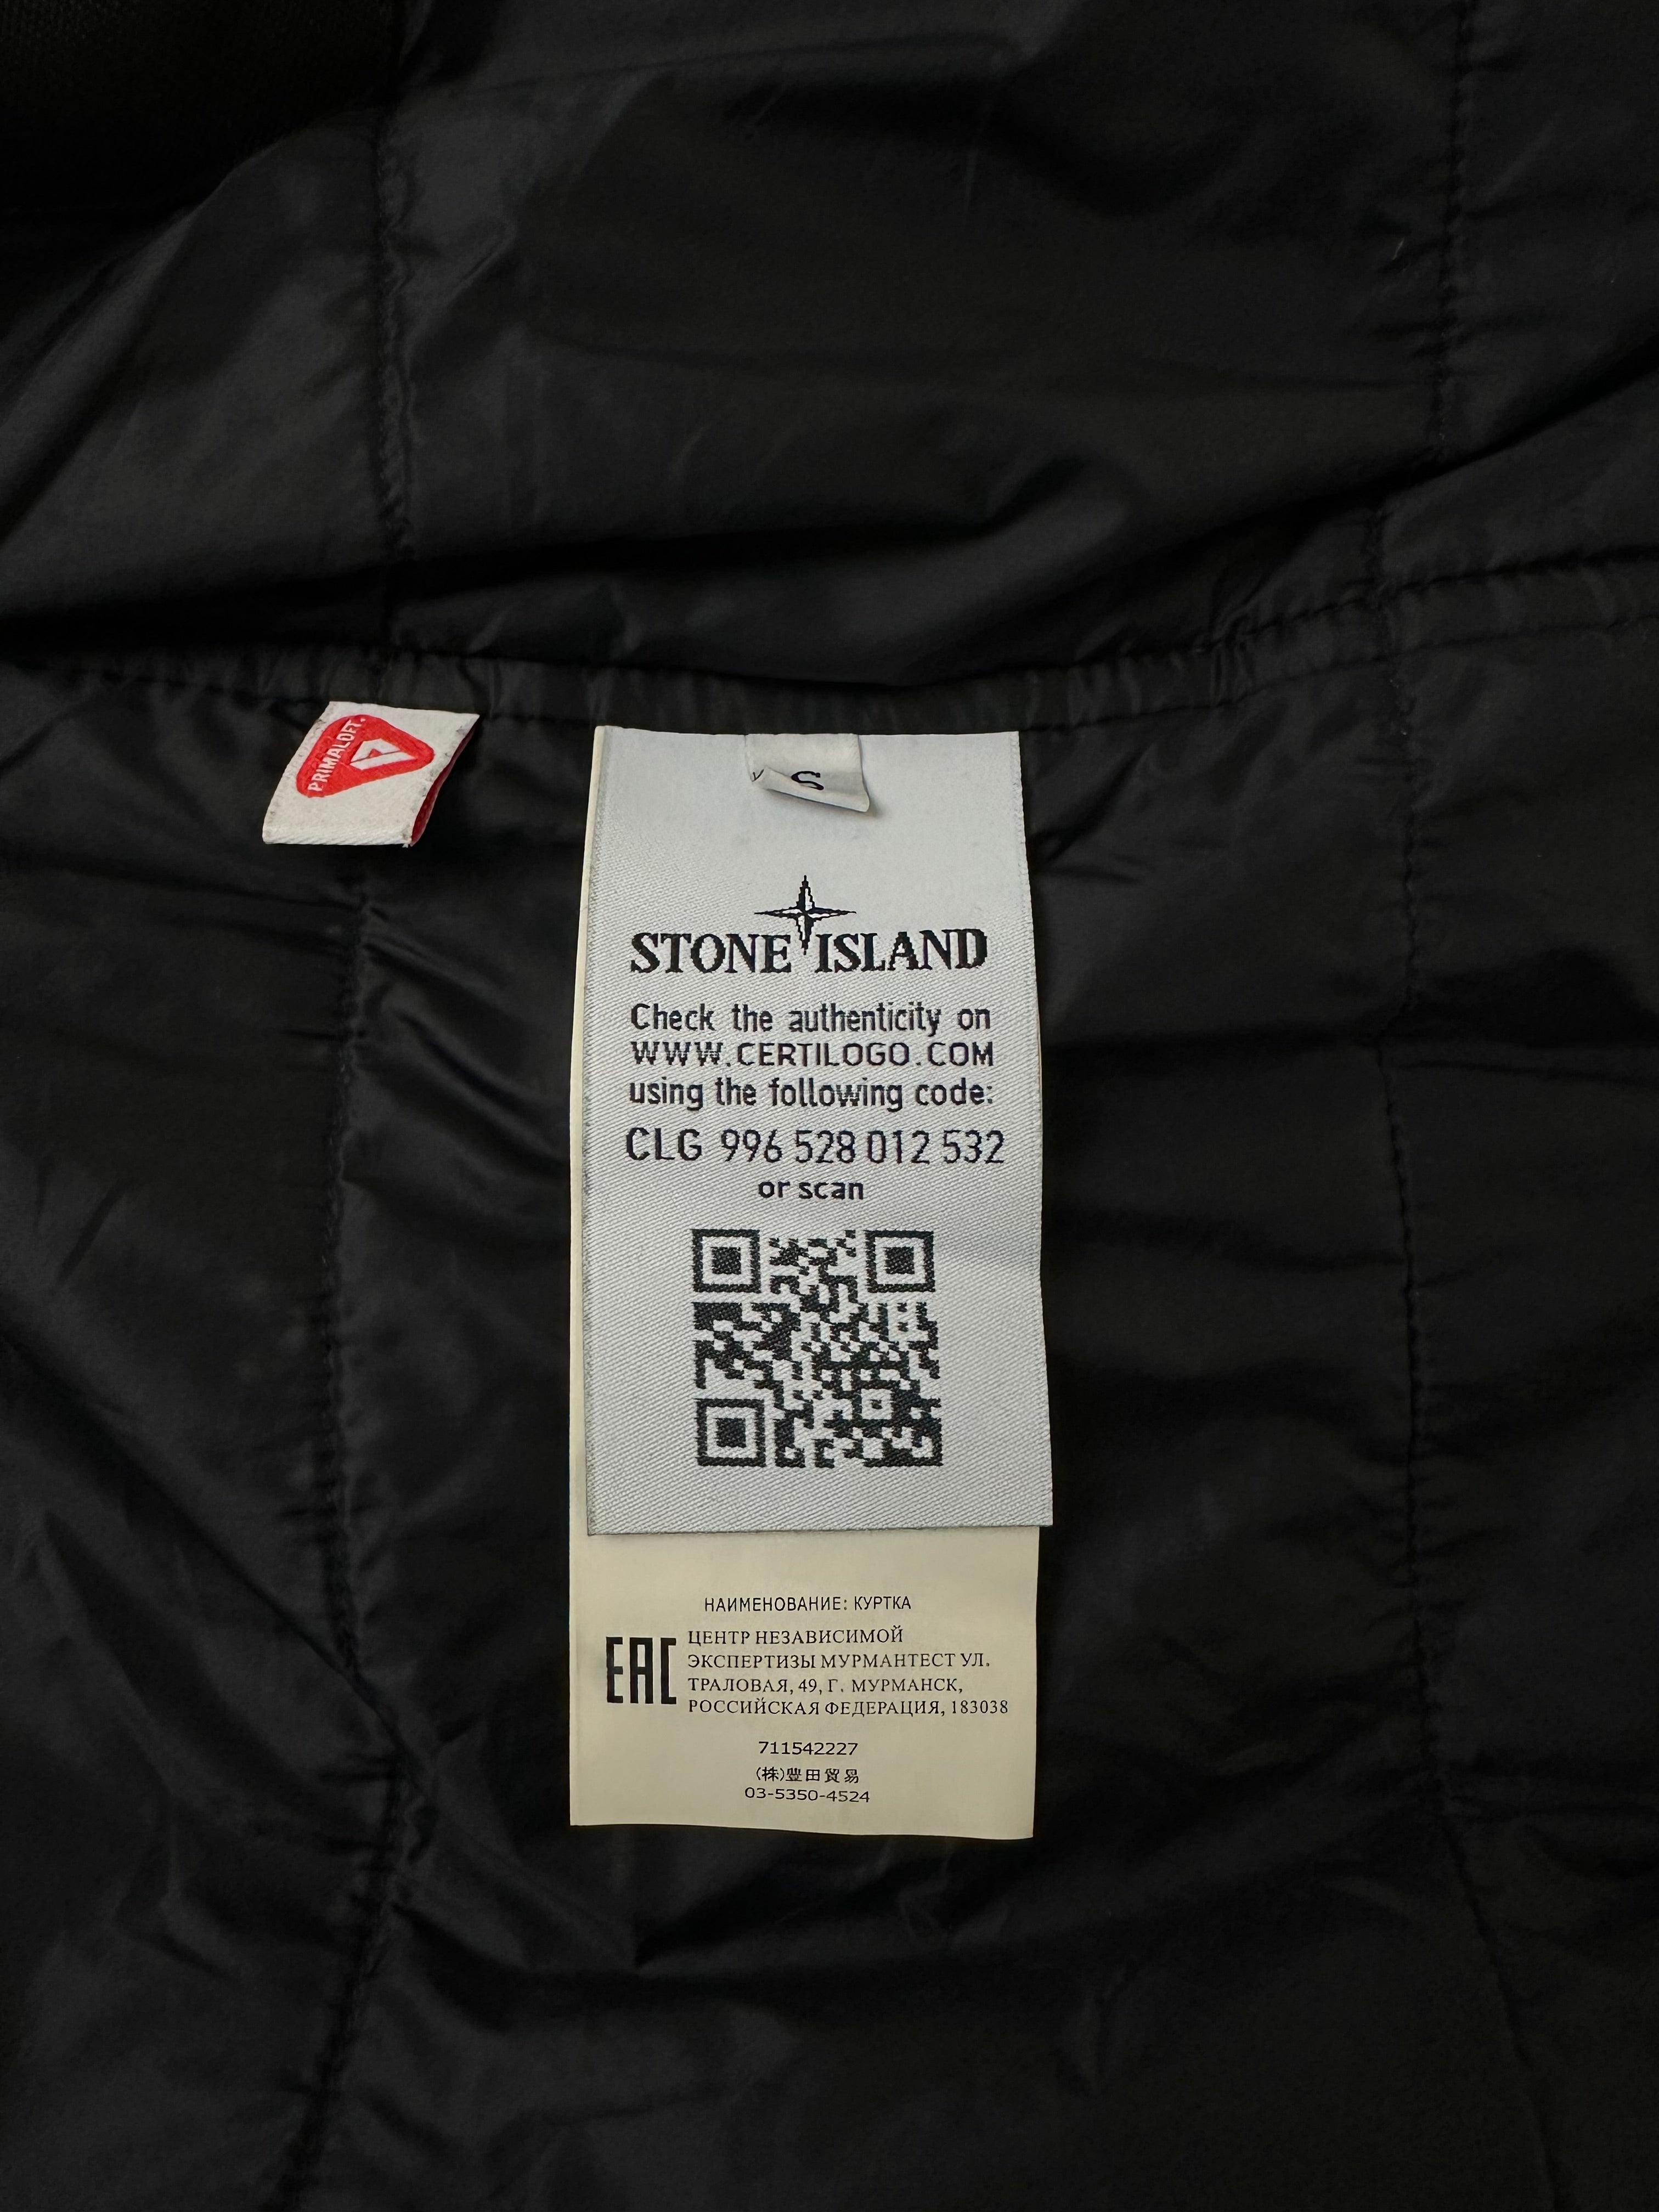 PRIMALOFT®
S
STONE ISLAND
Check the authenticity on
WWW.CERTILOGO.COM
using the following code:
CLG 996 528 012 532
or scan
НАИМЕНОВАНИЕ: КУРТКА
EAC
ЦЕНТР НЕЗАВИСИМОЙ
ЭКСПЕРТИЗЫ МУРМАНТЕСТ УЛ.
ТРАЛОВАЯ, 49, Г. МУРМАНСК,
РОССИЙСКАЯ ФЕДЕРАЦИЯ, 183038
711542227
(株)豊田貿易
03-5350-4524